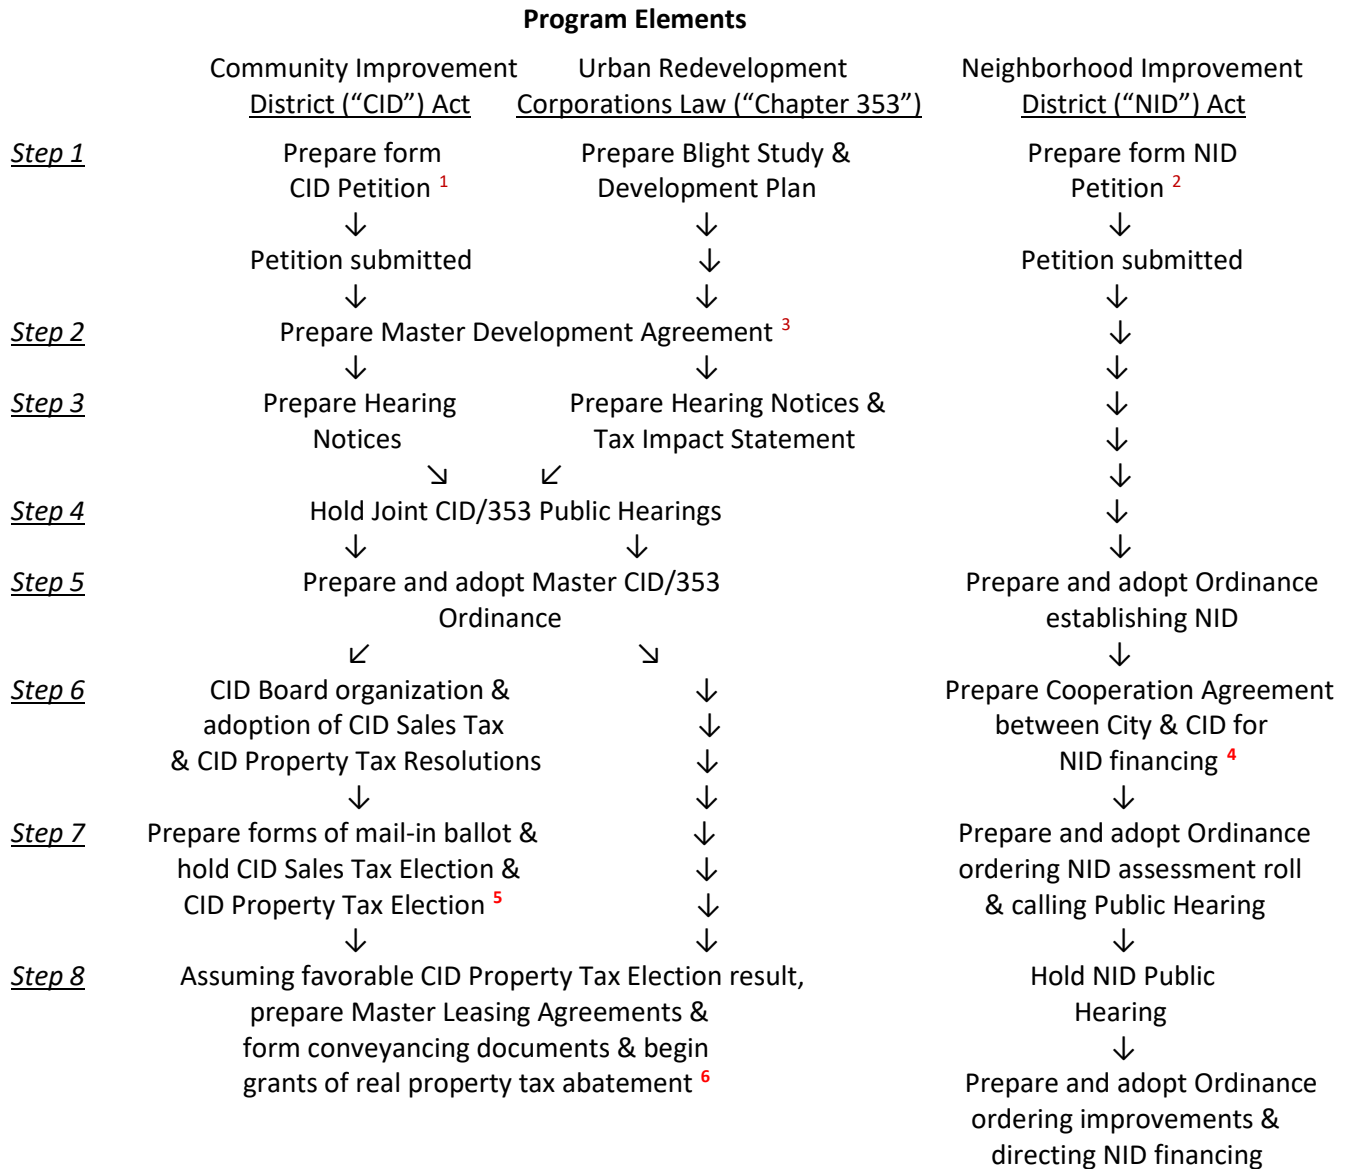 Program Elements
Community Improvement District (“CID”) Act
Urban Redevelopment Corporations Law (“Chapter 353”)
Neighborhood Improvement District (“NID”) Act
Step 1
Prepare form
CID Petition 1
Prepare Blight Study &
Development Plan
Prepare form NID
Petition 2
↓ ↓ ↓
Petition submitted
↓
Petition submitted
↓ ↓ ↓
Step 2
Prepare Master Development Agreement 3
↓
↓ ↓ ↓
Step 3
Prepare Hearing
Notices
Prepare Hearing Notices &
Tax Impact Statement
↓
↓
↘ ↙ ↓
Step 4
Hold Joint CID/353 Public Hearings
↓
↓ ↓ ↓
Step 5
Prepare and adopt Master CID/353
Ordinance
Prepare and adopt Ordinance
establishing NID
↙ ↘ ↓
Step 6
CID Board organization &
adoption of CID Sales Tax
& CID Property Tax Resolutions
↓
↓
↓
Prepare Cooperation Agreement
between City & CID for
NID financing 4
↓ ↓ ↓
Step 7
Prepare forms of mail-in ballot &
hold CID Sales Tax Election &
CID Property Tax Election 5
↓
↓
↓
Prepare and adopt Ordinance
ordering NID assessment roll
& calling Public Hearing
↓ ↓ ↓
Step 8
Assuming favorable CID Property Tax Election result,
prepare Master Leasing Agreements &
form conveyancing documents & begin
grants of real property tax abatement 6
Hold NID Public
Hearing
↓
Prepare and adopt Ordinance
ordering improvements &
directing NID financing